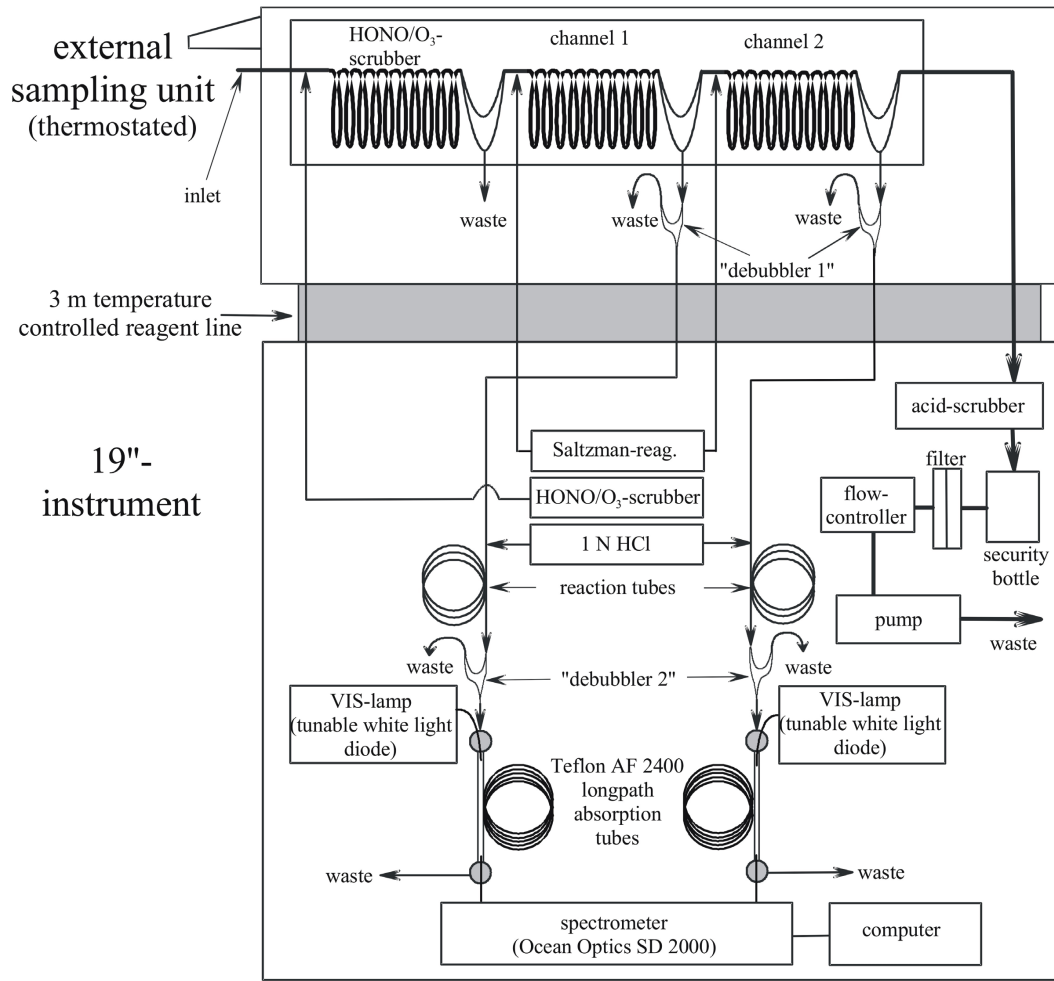 external
sampling unit
(thermostated)
HONO/O3-
scrubber
channel 1
channel 2
inlet
waste
waste
waste
"debubbler 1"
3 m temperature
controlled reagent line
19"-
instrument
acid-scrubber
Saltzman-reag.
filter
HONO/O3-scrubber
flow-
controller
1 N HCl
security
bottle
reaction tubes
pump
waste
waste
waste
"debubbler 2"
VIS-lamp
(tunable white light
diode)
VIS-lamp
(tunable white light
diode)
Teflon AF 2400
longpath
absorption
tubes
waste
waste
spectrometer
(Ocean Optics SD 2000)
computer